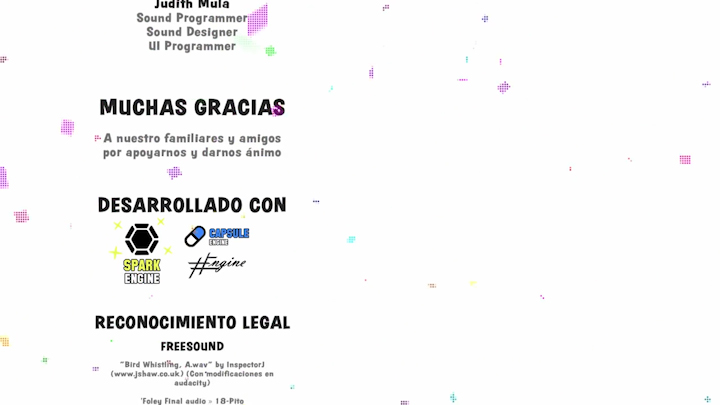 Judith Mula
Sound Programmer
Sound Designer
UI Programmer
MUCHAS GRACIAS
A nuestro familiares y amigos
por apoyarnos y darnos ánimo
DESARROLLADO CON
SPARK
ENGINE
CAPSULE
ENGINE
#Engine
RECONOCIMIENTO LEGAL
FREESOUND
"Bird Whistling, A.wav" by InspectorJ
(www.jshaw.co.uk) (Con modificaciones en
audacity)
'Foley Final audio > 18-Pito